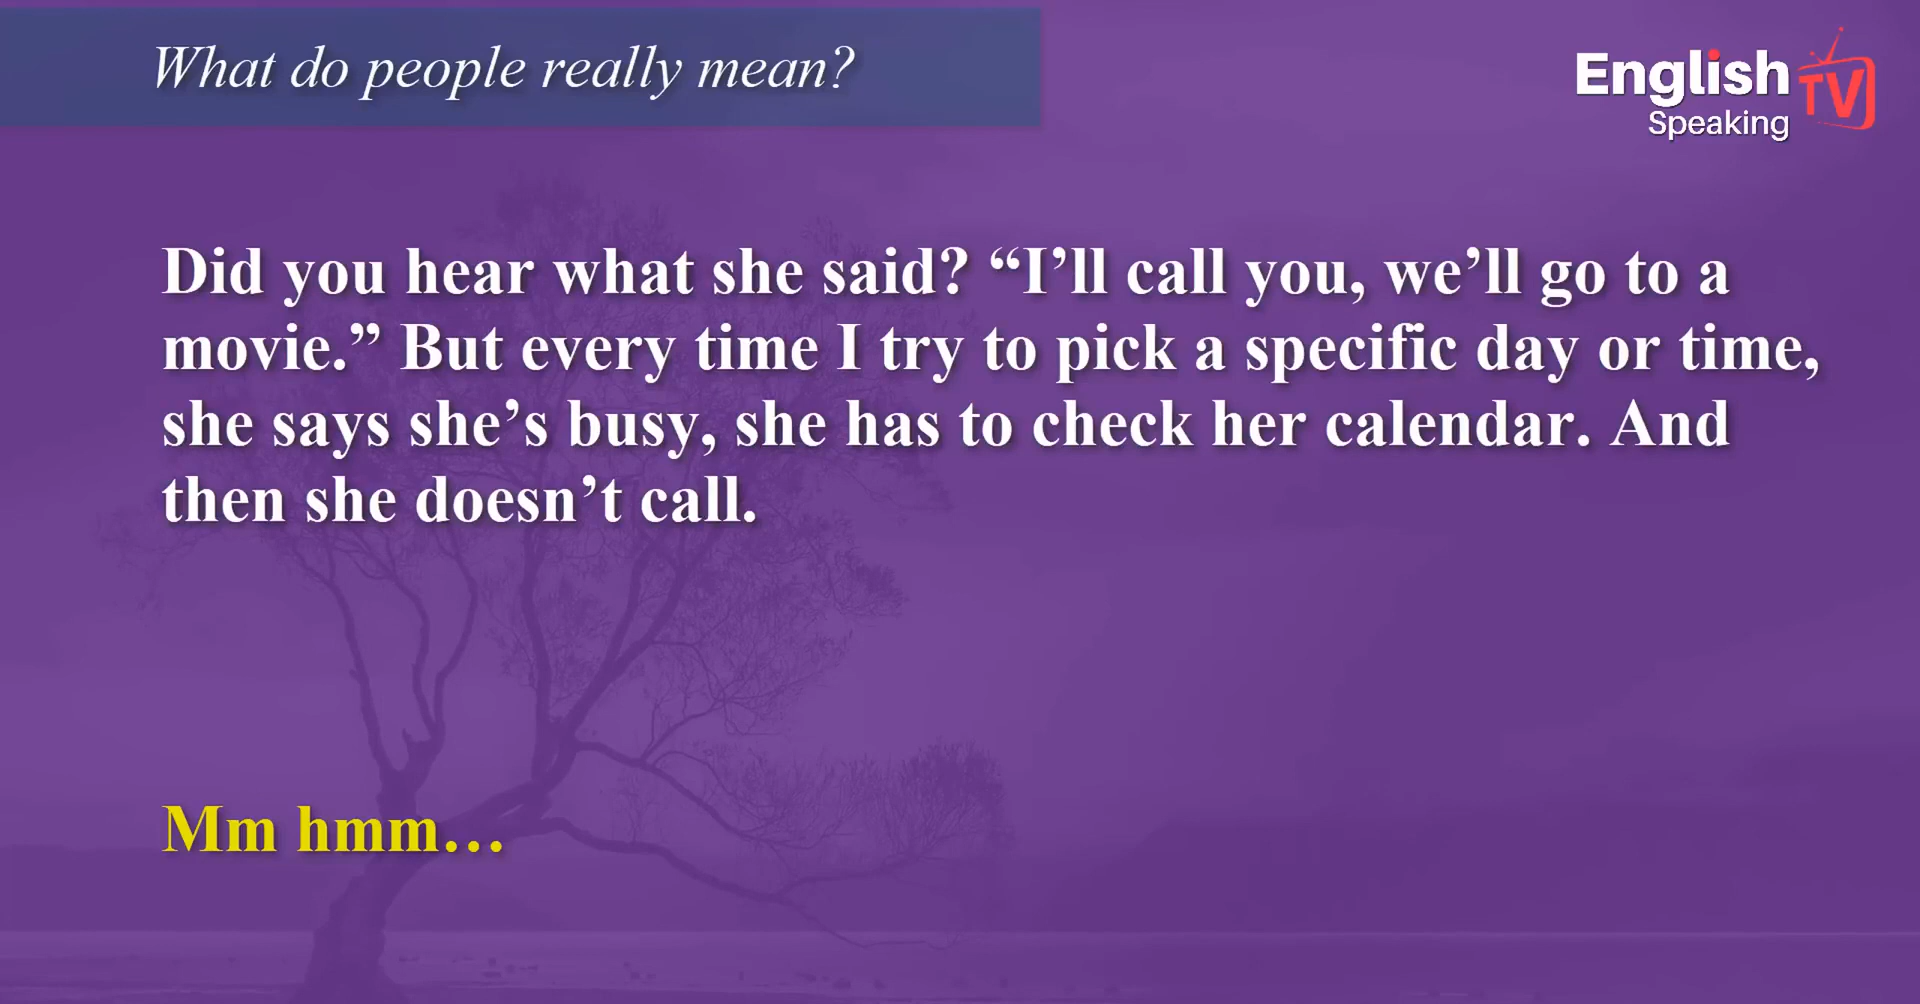 What do people really mean?
English
Speaking
TV
Did you hear what she said? “I’ll call you, we’ll go to a
movie.” But every time I try to pick a specific day or time,
she says she’s busy, she has to check her calendar. And
then she doesn’t call.
Mm hmm…